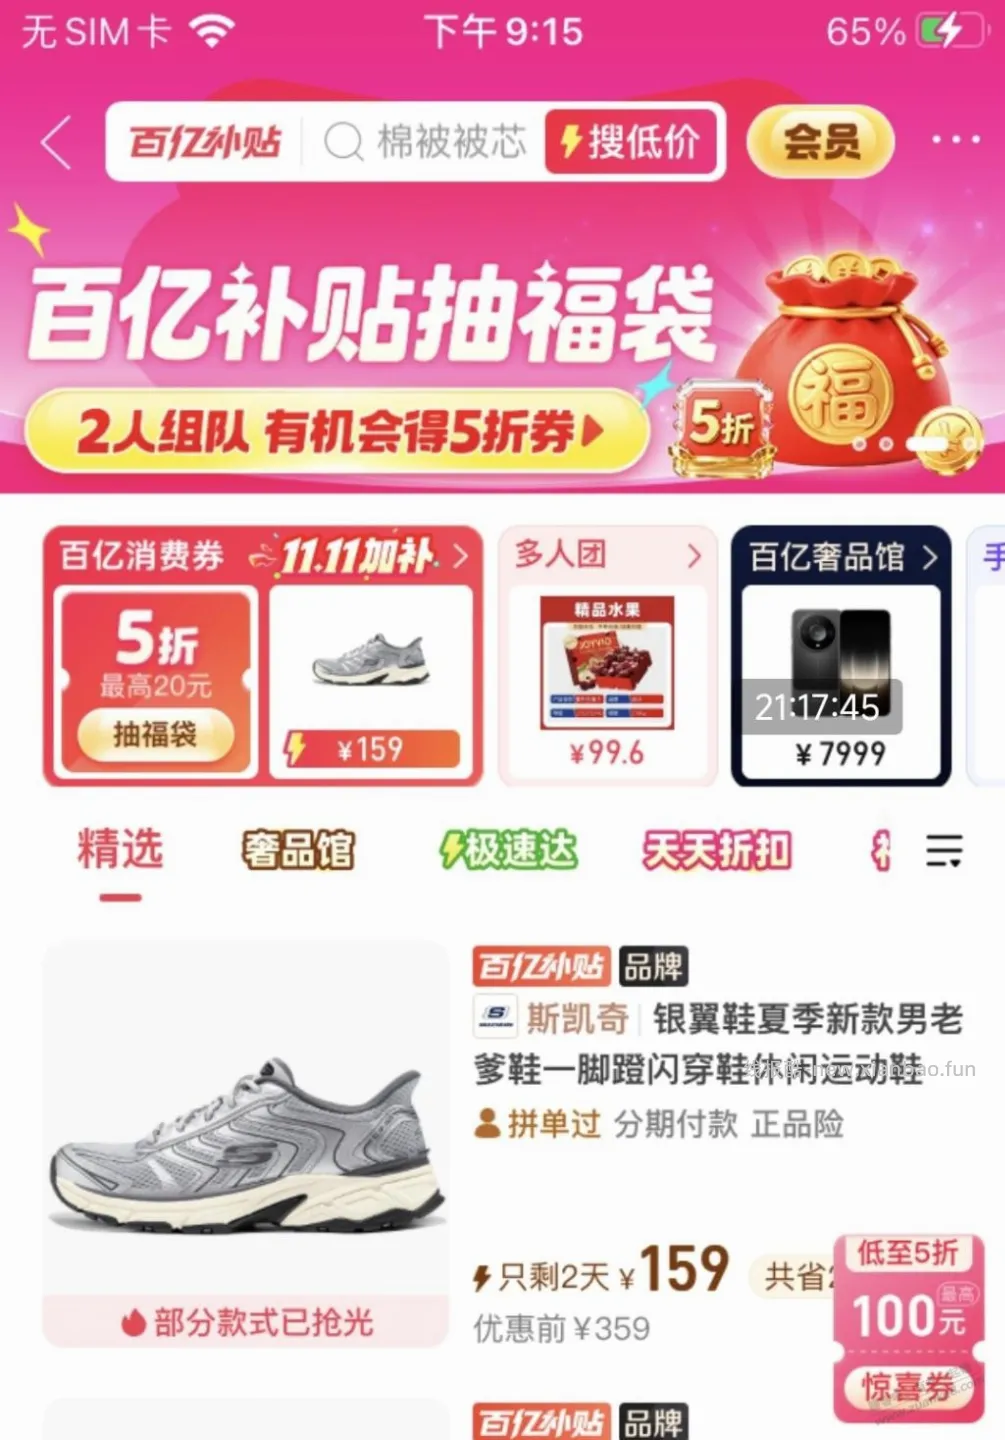 无SIM卡
下午9:15
65%
百亿补贴
棉被被芯
搜低价
会员
百亿补贴抽福袋
2人组队 有机会得5折券
5折
福
百亿消费券
11.11加补
多人团
百亿奢品馆
手
5折
最高20元
抽福袋
¥159
精品水果
¥99.6
21:17:45
¥7999
精选
奢品馆
极速达
天天折扣
百亿补贴 品牌
S
斯凯奇 银翼鞋夏季新款男老
爹鞋一脚蹬闪穿鞋休闲运动鞋
new.xianbao.fun
拼单过 分期付款 正品险
只剩2天 ¥159
共省2
优惠前¥359
部分款式已抢光
低至5折
最高
100元
惊喜券
百亿补贴 品牌